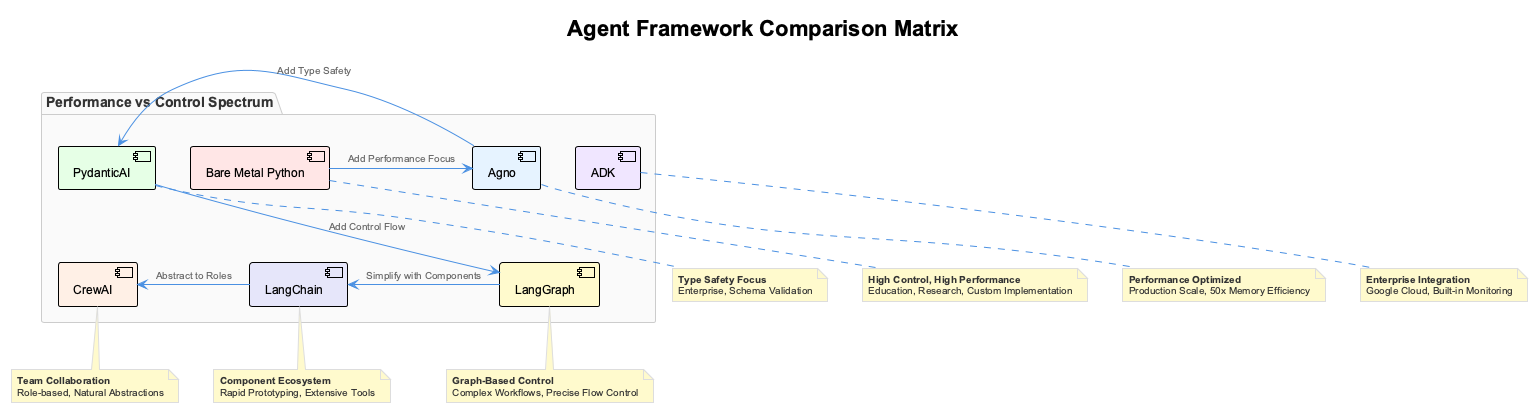 Agent Framework Comparison Matrix
Add Type Safety
Performance vs Control Spectrum
PydanticAI
Bare Metal Python
Add Performance Focus
Agno
ADK
Add Control Flow
CrewAI
Abstract to Roles
LangChain
Simplify with Components
LangGraph
Type Safety Focus
Enterprise, Schema Validation
High Control, High Performance
Education, Research, Custom Implementation
Performance Optimized
Production Scale, 50x Memory Efficiency
Enterprise Integration
Google Cloud, Built-in Monitoring
Team Collaboration
Role-based, Natural Abstractions
Component Ecosystem
Rapid Prototyping, Extensive Tools
Graph-Based Control
Complex Workflows, Precise Flow Control